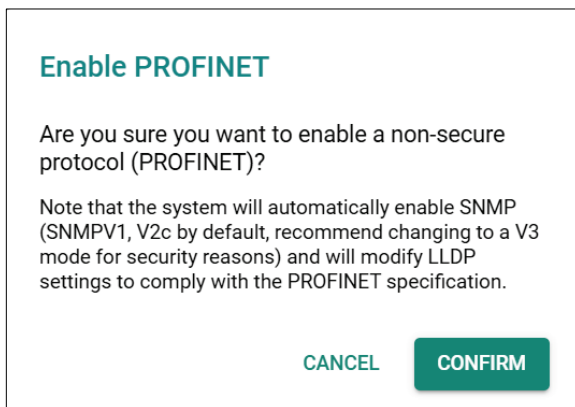 Enable PROFINET
Are you sure you want to enable a non-secure
protocol (PROFINET)?
Note that the system will automatically enable SNMP
(SNMPV1, V2c by default, recommend changing to a V3
mode for security reasons) and will modify LLDP
settings to comply with the PROFINET specification.
CANCEL CONFIRM